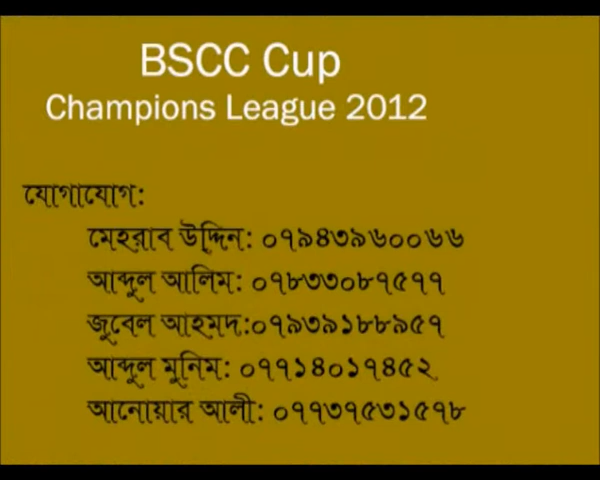 BSCC Cup
Champions League 2012
যোগাযোগ:
মেহরাব উদ্দিন: ০৭৯৪৩৯৬০০৬৬
আব্দুল আলিম: ০৭৮৩৩০৮৭৫৭৭
জুবেল আহমদ:০৭৯৩৯১৮৮৯৫৭
আব্দুল মুনিম: ০৭৭১৪০১৭৪৫২
আনোয়ার আলী: ০৭৭৩৭৫৩১৫৭৮